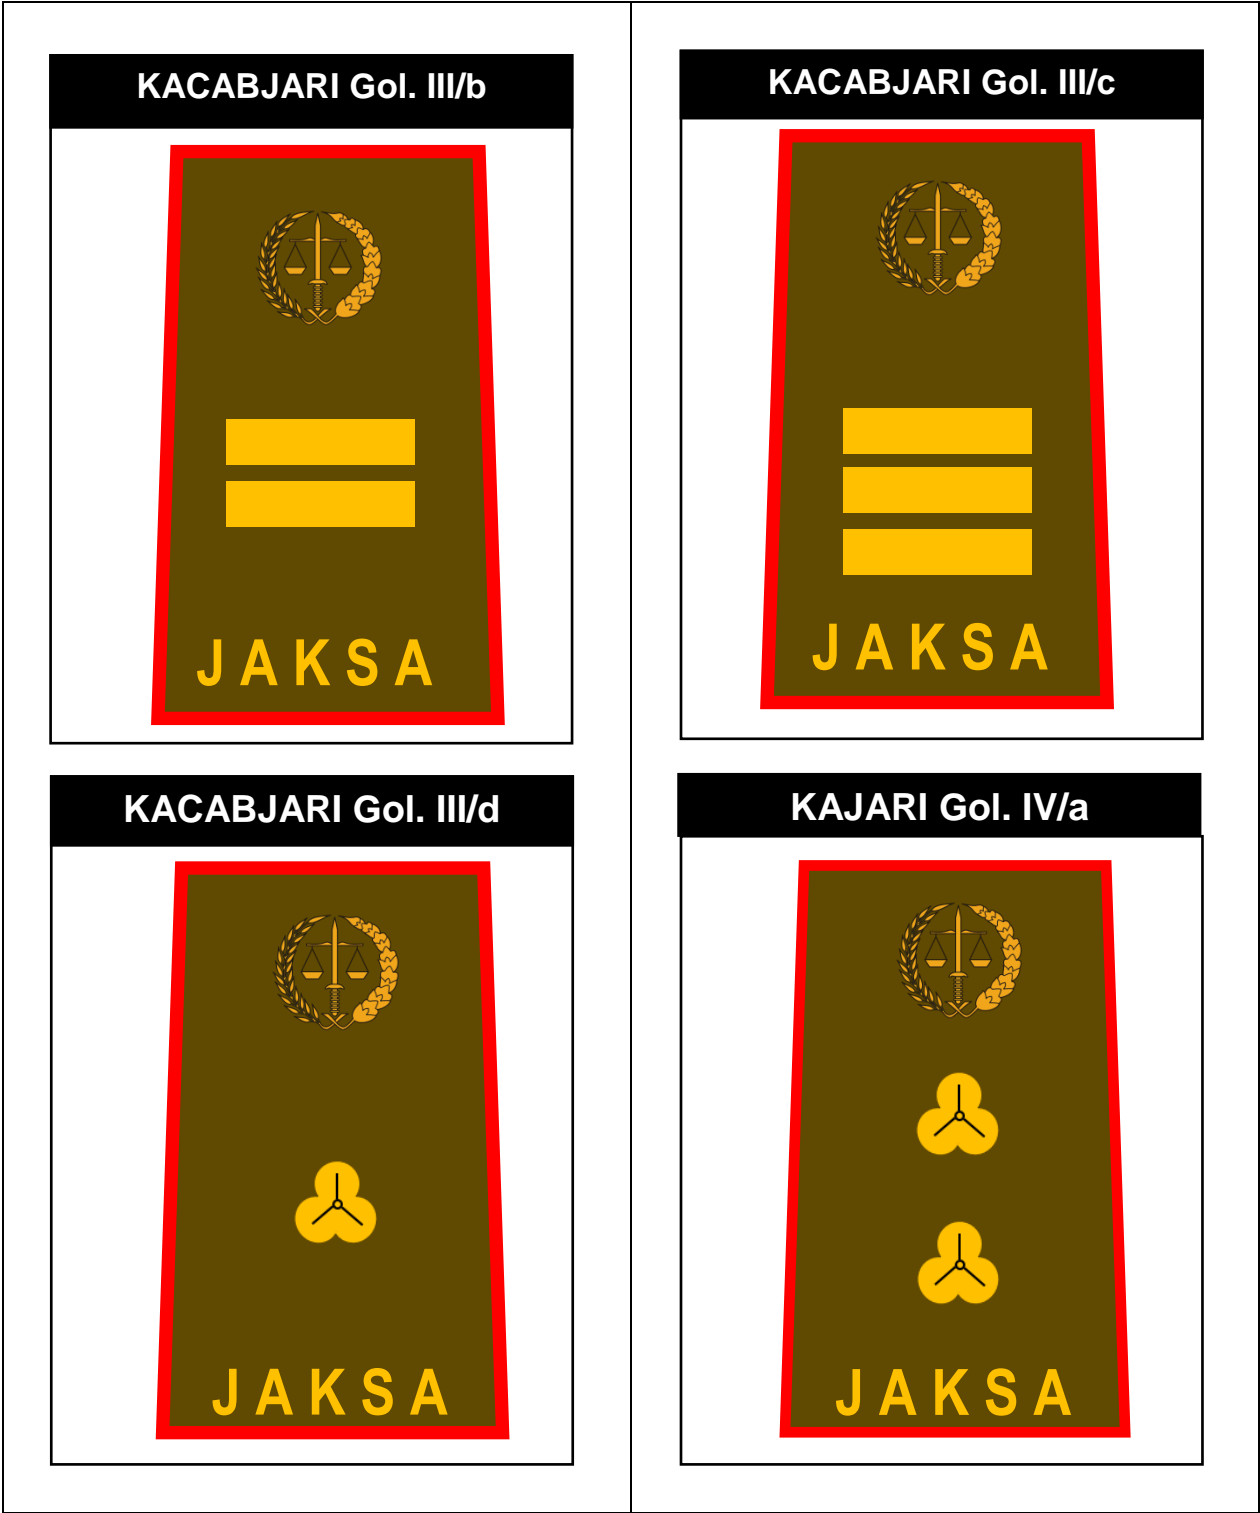 KACABJARI Gol. III/b
JAKSA
KACABJARI Gol. III/c
JAKSA
KACABJARI Gol. III/d
JAKSA
KAJARI Gol. IV/a
JAKSA